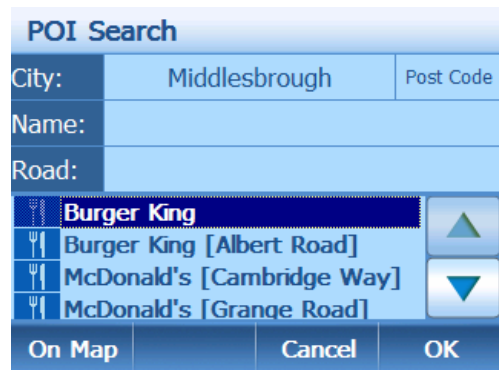 POI Search
City: Middlesbrough Post Code
Name:
Road:
Burger King
Burger King [Albert Road]
McDonald's [Cambridge Way]
McDonald's [Grange Road]
On Map Cancel OK